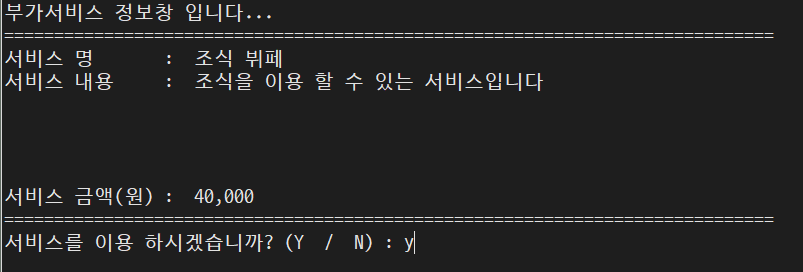 부가서비스 정보창 입니다...
=============================================================================
서비스 명 : 조식 뷔페
서비스 내용 : 조식을 이용 할 수 있는 서비스입니다
서비스 금액(원) : 40,000
=============================================================================
서비스를 이용 하시겠습니까? (Y / N) : y